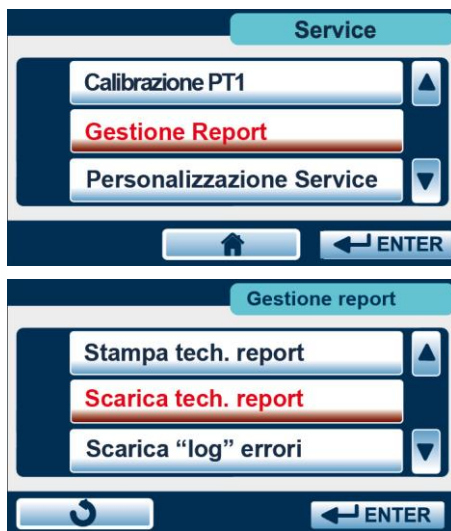 Service
Calibrazione PT1
Gestione Report
Personalizzazione Service
ENTER
Gestione report
Stampa tech. report
Scarica tech. report
Scarica “log” errori
ENTER